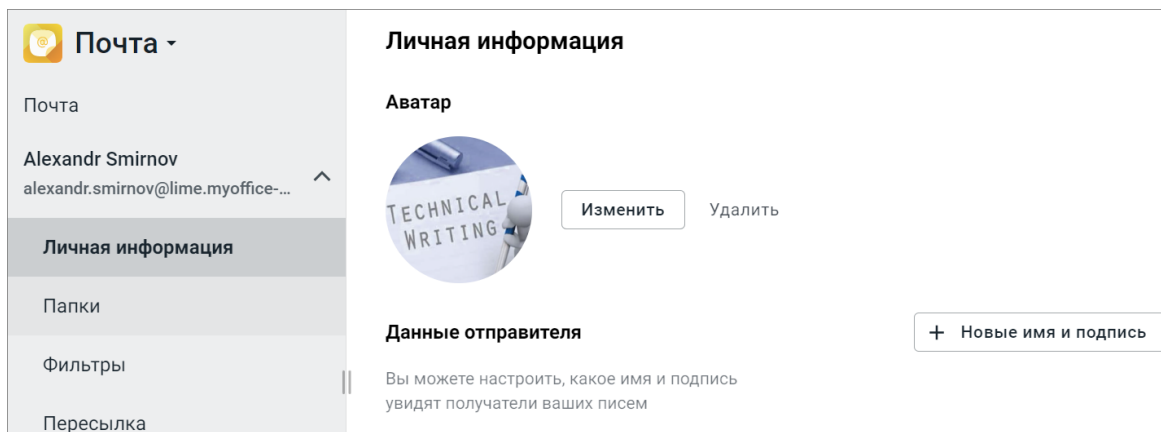 Почта
Почта
Alexandr Smirnov
alexandr.smirnov@lime.myoffice-...
Личная информация
Папки
Фильтры
Пересылка
Личная информация
Аватар
TECHNICAL
WRITING
Изменить
Удалить
Данные отправителя
+ Новые имя и подпись
Вы можете настроить, какое имя и подпись
увидят получатели ваших писем